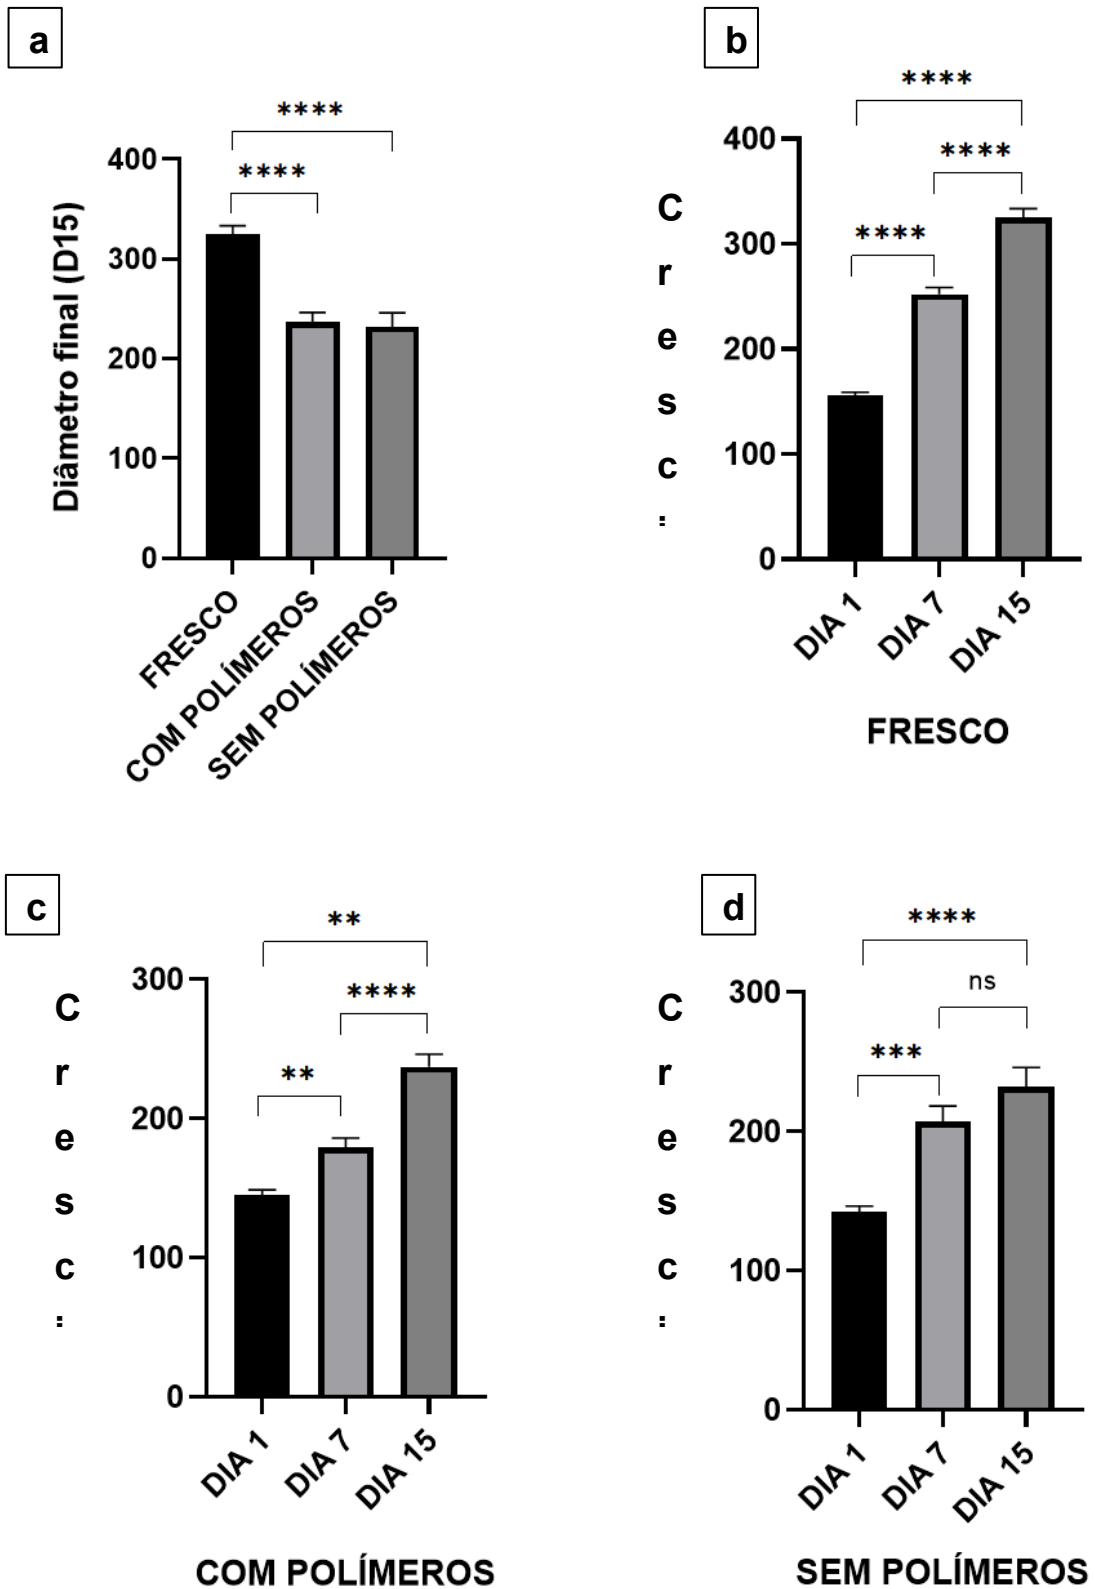 a
****
****
400
300
200
100
0
Diâmetro final (D15)
FRESCO
COM POLÍMEROS
SEM POLÍMEROS
b
****
****
****
400
300
200
100
0
C
r
e
s
c
.
DIA 1
DIA 7
DIA 15
FRESCO
c
**
****
**
300
200
100
0
C
r
e
s
c
.
DIA 1
DIA 7
DIA 15
COM POLÍMEROS
d
****
ns
***
300
200
100
0
C
r
e
s
c
.
DIA 1
DIA 7
DIA 15
SEM POLÍMEROS